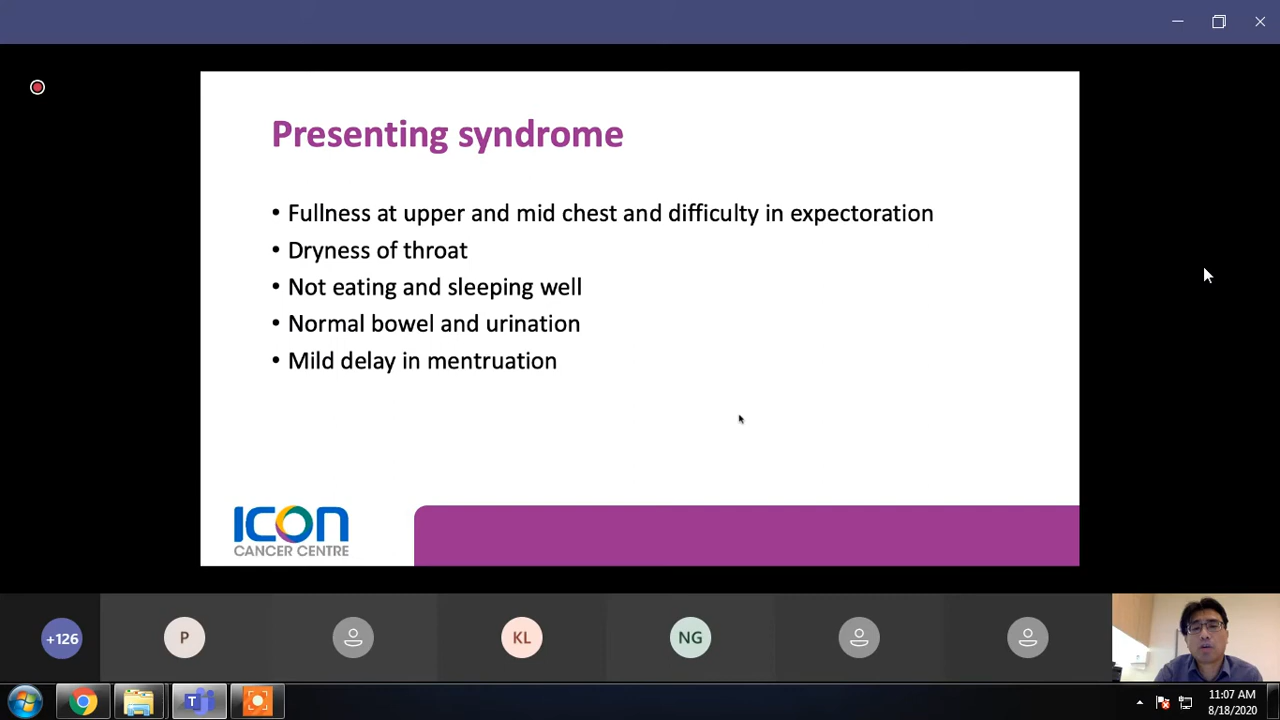 Presenting syndrome
• Fullness at upper and mid chest and difficulty in expectoration
• Dryness of throat
• Not eating and sleeping well
• Normal bowel and urination
• Mild delay in mentruation
ICON
CANCER CENTRE
+126
P
KL
NG
T
11:07 AM
8/18/2020